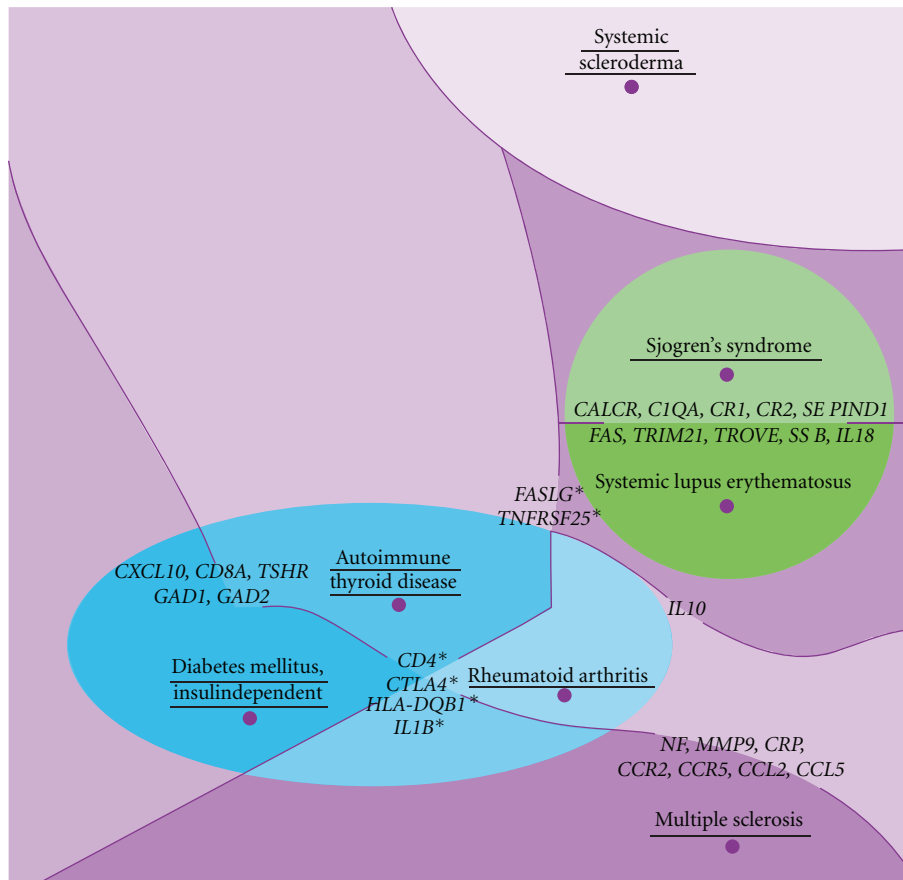 Systemic
scleroderma
Sjogren's syndrome
CALCR, C1QA, CR1, CR2, SE PIND1
FAS, TRIM21, TROVE, SS B, IL18
Systemic lupus erythematosus
FASLG*
TNFRSF25*
Autoimmune
thyroid disease
CXCL10, CD8A, TSHR
GAD1, GAD2
IL10
CD4*
CTLA4*
HLA-DQB1*
IL1B*
Rheumatoid arthritis
Diabetes mellitus,
insulindependent
NF, MMP9, CRP,
CCR2, CCR5, CCL2, CCL5
Multiple sclerosis